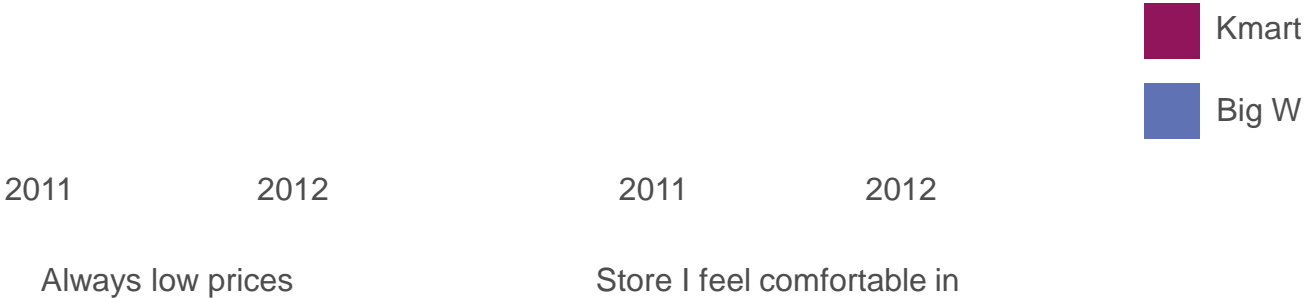 Kmart
Big W
2011 2012 2011 2012
Always low prices Store I feel comfortable in